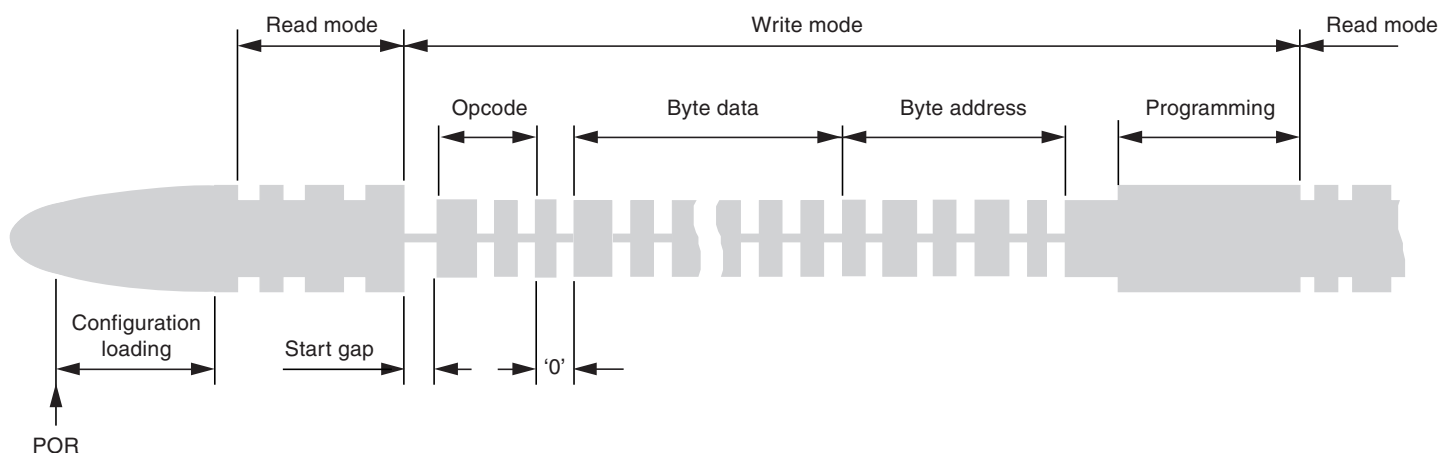 Read mode
Write mode
Read mode
Opcode
Byte data
Byte address
Programming
Configuration
loading
Start gap
‘0’
POR